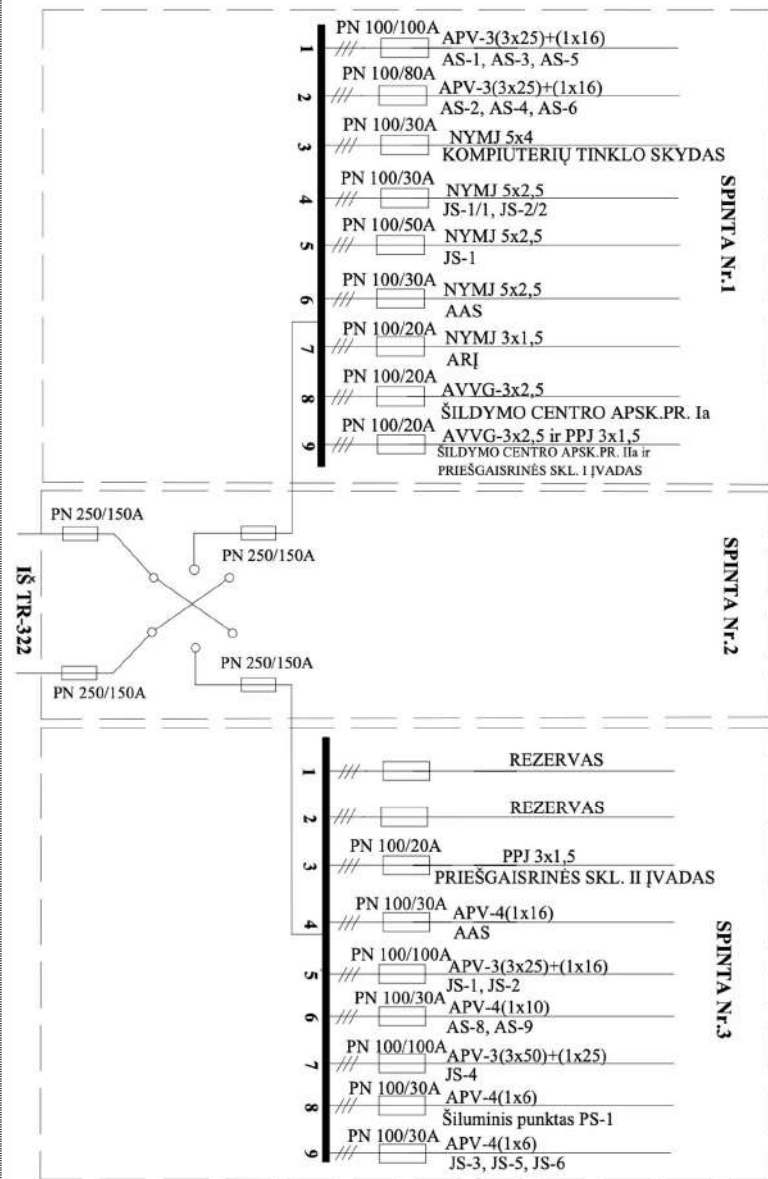 PN 100/100A
APV-3(3x25)+(1x16)
1
AS-1, AS-3, AS-5
PN 100/80A
APV-3(3x25)+(1x16)
2
AS-2, AS-4, AS-6
PN 100/30A
NYMJ 5x4
3
KOMPIUTERIŲ TINKLO SKYDAS
PN 100/30A
NYMJ 5x2,5
4
JS-1/1, JS-2/2
PN 100/50A
NYMJ 5x2,5
5
JS-1
PN 100/30A
NYMJ 5x2,5
6
AAS
PN 100/20A
NYMJ 3x1,5
7
ARĮ
PN 100/20A
AVVG-3x2,5
8
ŠILDYMO CENTRO APSK.PR. Ia
PN 100/20A
AVVG-3x2,5 ir PPJ 3x1,5
9
ŠILDYMO CENTRO APSK.PR. IIa ir
PRIEŠGAISRINĖS SKL. I ĮVADAS
SPINTA Nr.1
PN 250/150A
PN 250/150A
IŠ TR-322
PN 250/150A
PN 250/150A
SPINTA Nr.2
1
REZERVAS
2
REZERVAS
PN 100/20A
PPJ 3x1,5
3
PRIEŠGAISRINĖS SKL. II ĮVADAS
PN 100/30A
APV-4(1x16)
4
AAS
PN 100/100A
APV-3(3x25)+(1x16)
5
JS-1, JS-2
PN 100/30A
APV-4(1x10)
6
AS-8, AS-9
PN 100/100A
APV-3(3x50)+(1x25)
7
JS-4
PN 100/30A
APV-4(1x6)
8
Šiluminis punktas PS-1
PN 100/30A
APV-4(1x6)
9
JS-3, JS-5, JS-6
SPINTA Nr.3